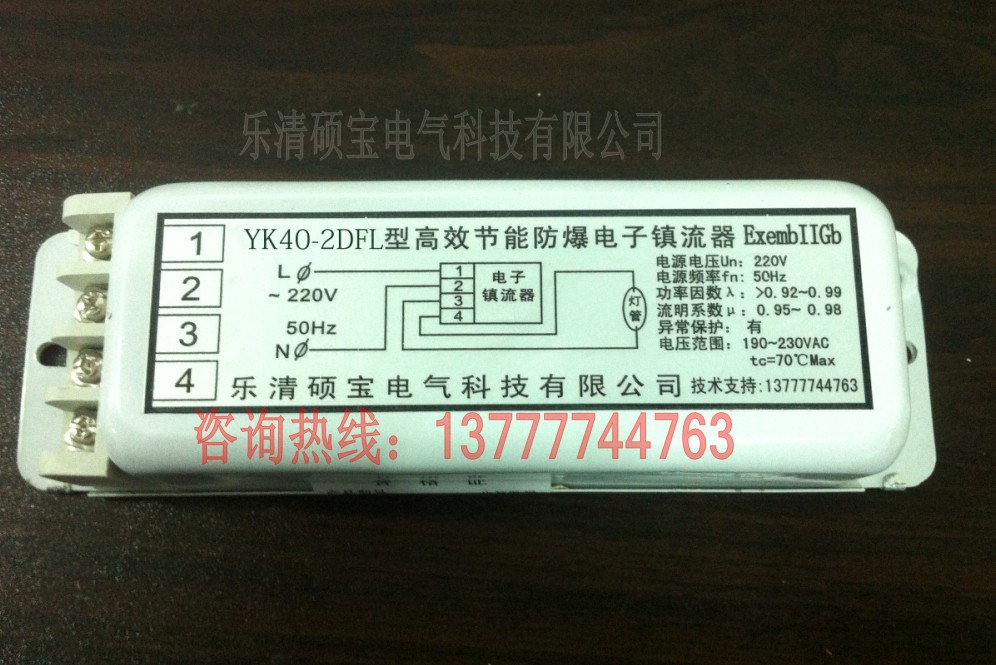 乐清硕宝电气科技有限公司
1
2
3
4
YK40-2DFL型高效节能防爆电子镇流器 ExembIIGb
L
~ 220V
50Hz
N
1
2
3
4
电子
镇流器
灯管
电源电压Un: 220V
电源频率fn: 50Hz
功率因数λ: >0.92~0.99
流明系数μ: 0.95~ 0.98
异常保护: 有
电压范围: 190~230VAC
tc=70℃Max
乐清硕宝电气科技有限公司 技术支持:13777744763
咨询热线：13777744763